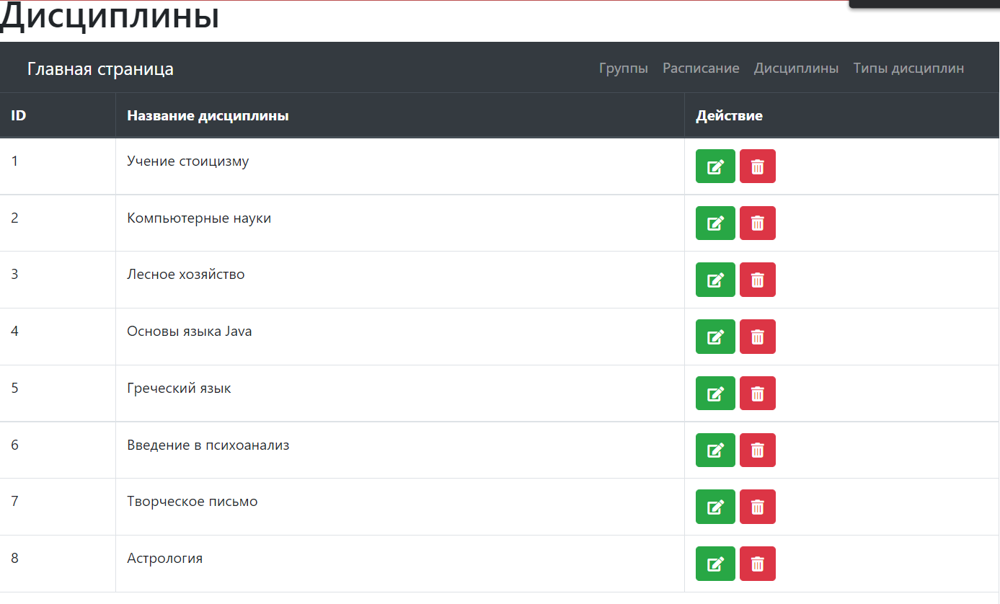 Дисциплины
Главная страница Группы Расписание Дисциплины Типы дисциплин
ID Название дисциплины Действие
1 Учение стоицизму
2 Компьютерные науки
3 Лесное хозяйство
4 Основы языка Java
5 Греческий язык
6 Введение в психоанализ
7 Творческое письмо
8 Астрология